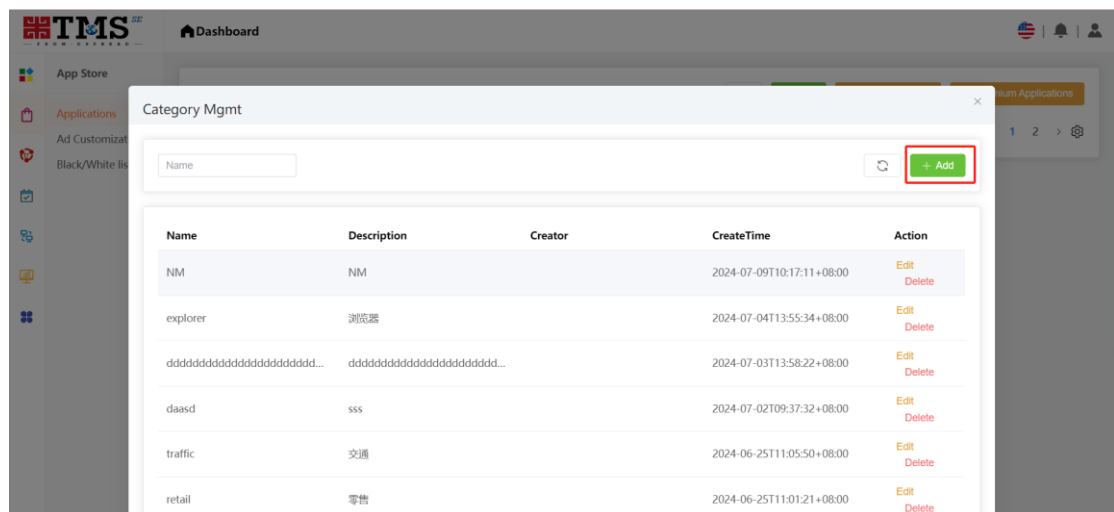 TMS SE
Dashboard
App Store
Applications
Ad Customizat
Black/White lis
nium Applications
1 2 >
Category Mgmt
×
Name
+ Add
Name Description Creator CreateTime Action
NM NM 2024-07-09T10:17:11+08:00 Edit
Delete
explorer 浏览器 2024-07-04T13:55:34+08:00 Edit
Delete
ddddddddddddddddddddddd... ddddddddddddddddddddddd... 2024-07-03T13:58:22+08:00 Edit
Delete
daasd sss 2024-07-02T09:37:32+08:00 Edit
Delete
traffic 交通 2024-06-25T11:05:50+08:00 Edit
Delete
retail 零售 2024-06-25T11:01:21+08:00 Edit
Delete